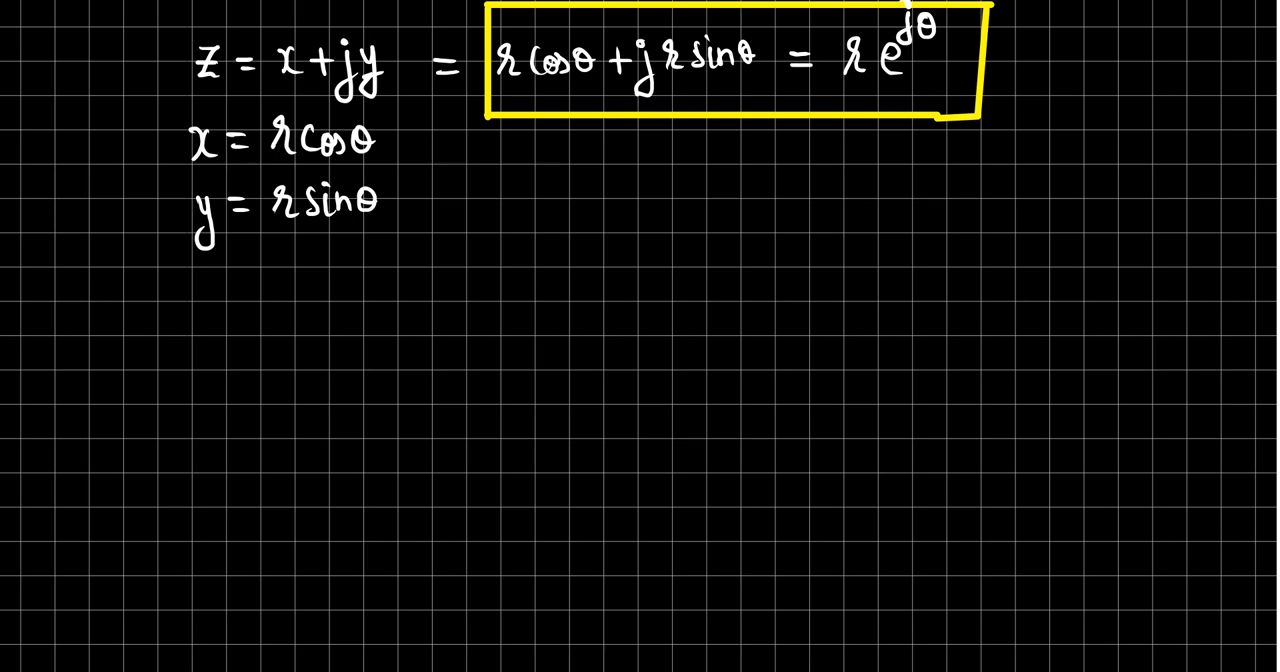 z = x + jy = r cosθ + j r sinθ = r e^{jθ}
x = r cosθ
y = r sinθ